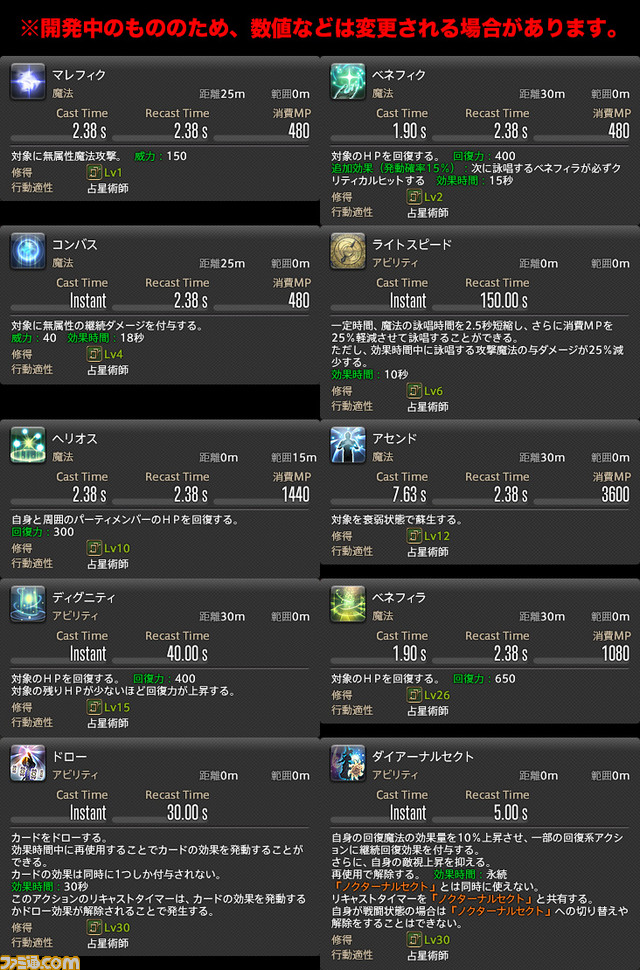 ※開発中のもののため、数値などは変更される場合があります。
マレフィク
魔法 距離25m 範囲0m
Cast Time Recast Time 消費MP
2.38 s 2.38 s 480
対象に無属性魔法攻撃。 威力:150
修得 Lv1
行動適性 占星術師
ベネフィク
魔法 距離30m 範囲0m
Cast Time Recast Time 消費MP
1.90 s 2.38 s 480
対象のＨＰを回復する。 回復力:400
追加効果(発動確率15%):次に詠唱するベネフィラが必ずク
リティカルヒットする 効果時間:15秒
修得 Lv2
行動適性 占星術師
コンバス
魔法 距離25m 範囲0m
Cast Time Recast Time 消費MP
Instant 2.38 s 480
対象に無属性の継続ダメージを付与する。
威力:40 効果時間:18秒
修得 Lv4
行動適性 占星術師
ライトスピード
アビリティ 距離0m 範囲0m
Cast Time Recast Time
Instant 150.00 s
一定時間、魔法の詠唱時間を2.5秒短縮し、さらに消費ＭＰを
25%軽減させて詠唱することができる。
ただし、効果時間中に詠唱する攻撃魔法の与ダメージが25%減
少する。
効果時間:10秒
修得 Lv6
行動適性 占星術師
ヘリオス
魔法 距離0m 範囲15m
Cast Time Recast Time 消費MP
2.38 s 2.38 s 1440
自身と周囲のパーティメンバーのＨＰを回復する。
回復力:300
修得 Lv10
行動適性 占星術師
アセンド
魔法 距離30m 範囲0m
Cast Time Recast Time 消費MP
7.63 s 2.38 s 3600
対象を衰弱状態で蘇生する。
修得 Lv12
行動適性 占星術師
ディグニティ
アビリティ 距離30m 範囲0m
Cast Time Recast Time
Instant 40.00 s
対象のＨＰを回復する。 回復力:400
対象の残りＨＰが少ないほど回復力が上昇する。
修得 Lv15
行動適性 占星術師
ベネフィラ
魔法 距離30m 範囲0m
Cast Time Recast Time 消費MP
1.90 s 2.38 s 1080
対象のＨＰを回復する。 回復力:650
修得 Lv26
行動適性 占星術師
ドロー
アビリティ 距離0m 範囲0m
Cast Time Recast Time
Instant 30.00 s
カードをドローする。
効果時間中に再使用することでカードの効果を発動することが
できる。
カードの効果は同時に1つしか付与されない。
効果時間:30秒
このアクションのリキャストタイマーは、カードの効果を発動する
かドロー効果が解除されることで発生する。
修得 Lv30
行動適性 占星術師
ダイアーナルセクト
アビリティ 距離0m 範囲0m
Cast Time Recast Time
Instant 5.00 s
自身の回復魔法の効果量を10%上昇させ、一部の回復系アクシ
ョンに継続回復効果を付与する。
さらに、自身の敵視上昇を抑える。
再使用で解除する。 効果時間:永続
「ノクターナルセクト」とは同時に使えない。
リキャストタイマーを「ノクターナルセクト」と共有する。
自身が戦闘状態の場合は「ノクターナルセクト」への切り替えや
解除をすることはできない。
修得 Lv30
行動適性 占星術師
ファミ通.com